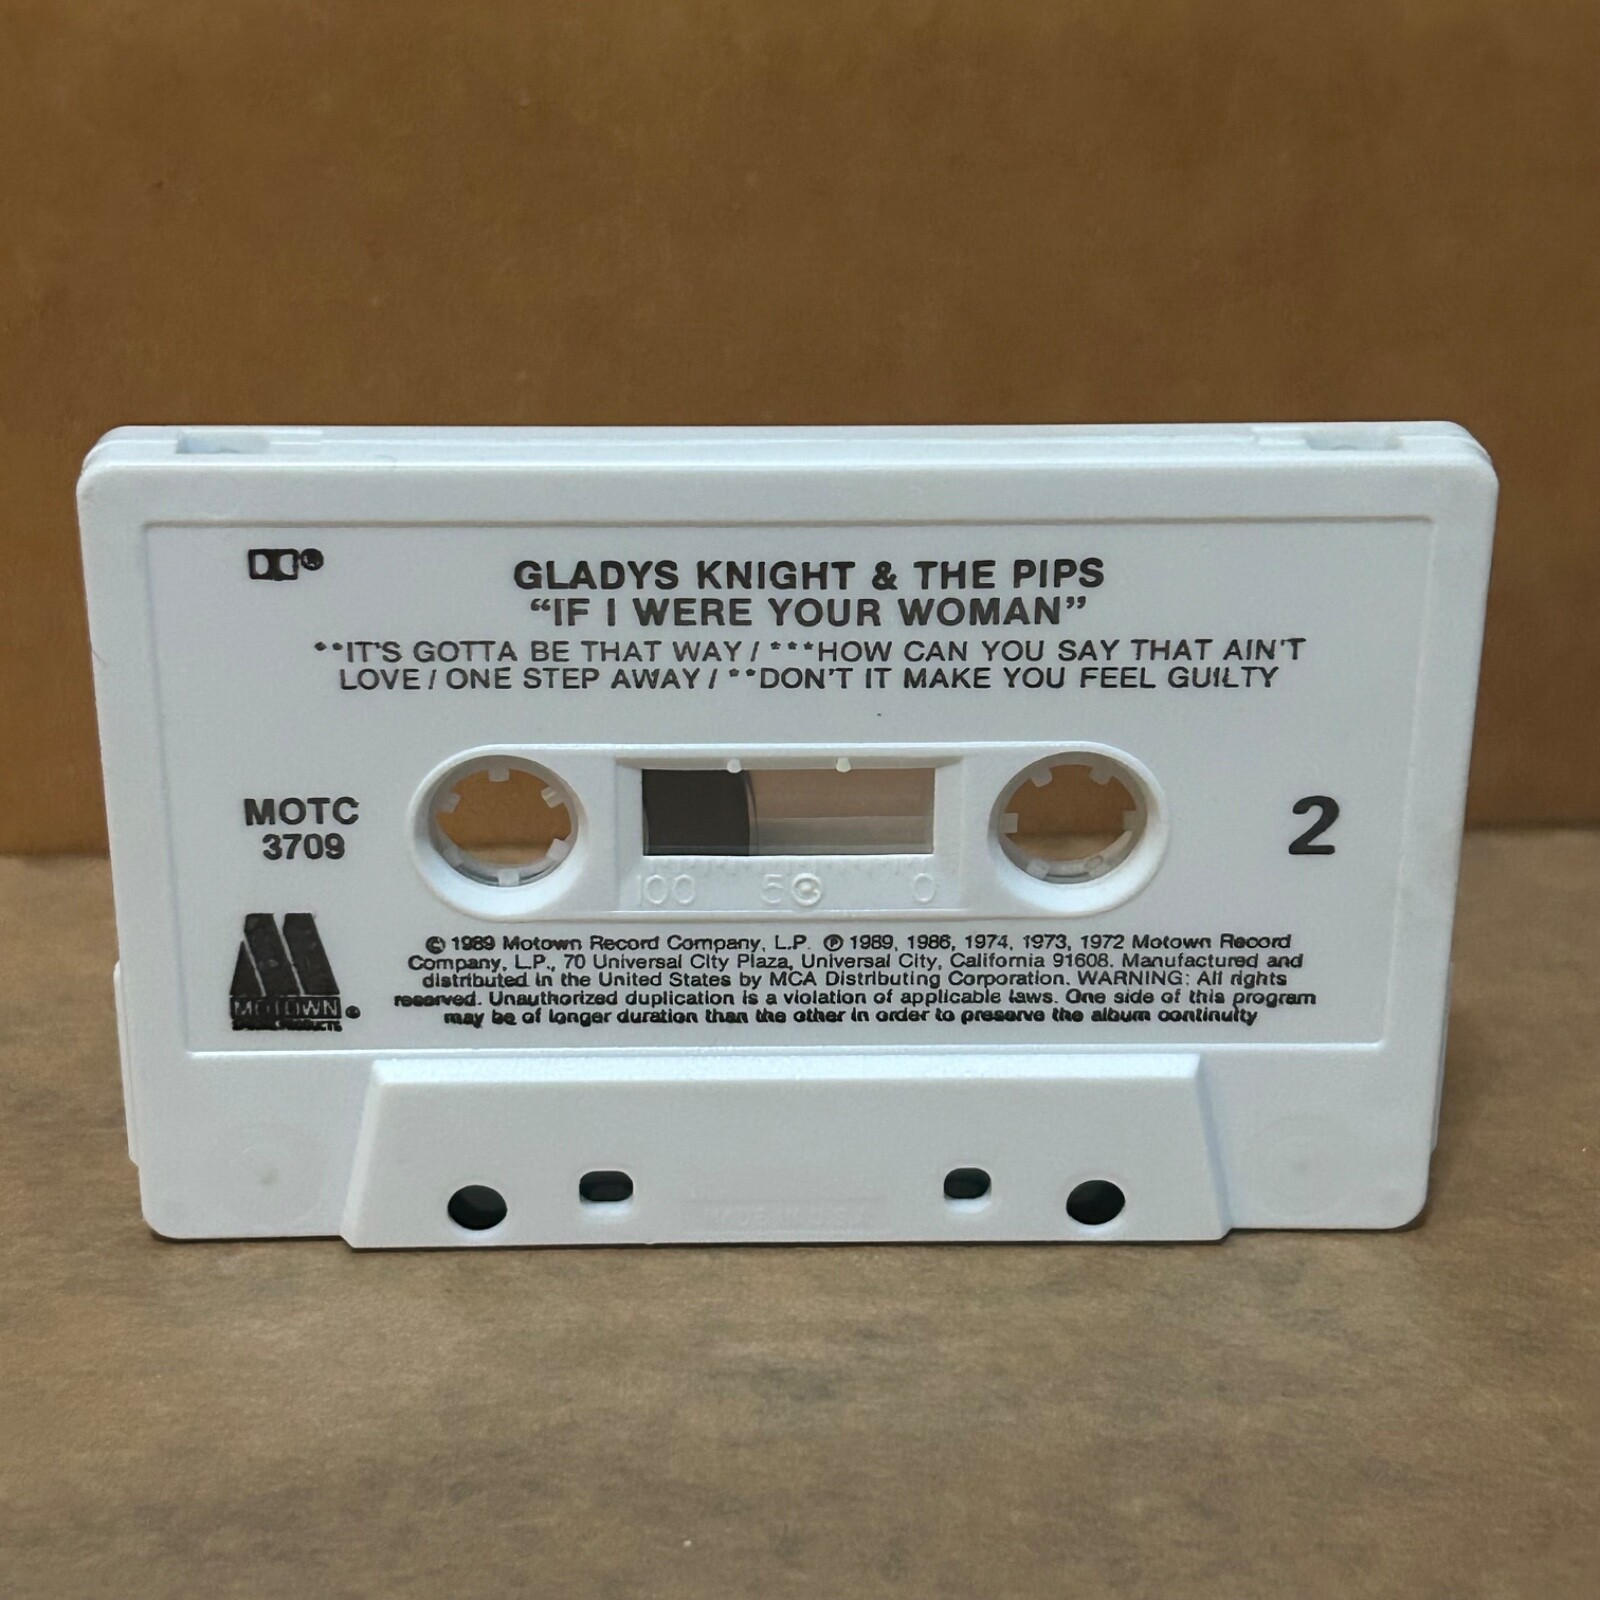 GLADYS KNIGHT & THE PIPS
"IF I WERE YOUR WOMAN"
**IT'S GOTTA BE THAT WAY / ***HOW CAN YOU SAY THAT AIN'T
LOVE / ONE STEP AWAY / **DON'T IT MAKE YOU FEEL GUILTY
MOTC
3709
2
100 50 0
MOTOWN
© 1989 Motown Record Company, L.P. ℗ 1989, 1986, 1974, 1973, 1972 Motown Record
Company, L.P., 70 Universal City Plaza, Universal City, California 91608. Manufactured and
distributed in the United States by MCA Distributing Corporation. WARNING: All rights
reserved. Unauthorized duplication is a violation of applicable laws. One side of this program
may be of longer duration than the other in order to preserve the album continuity